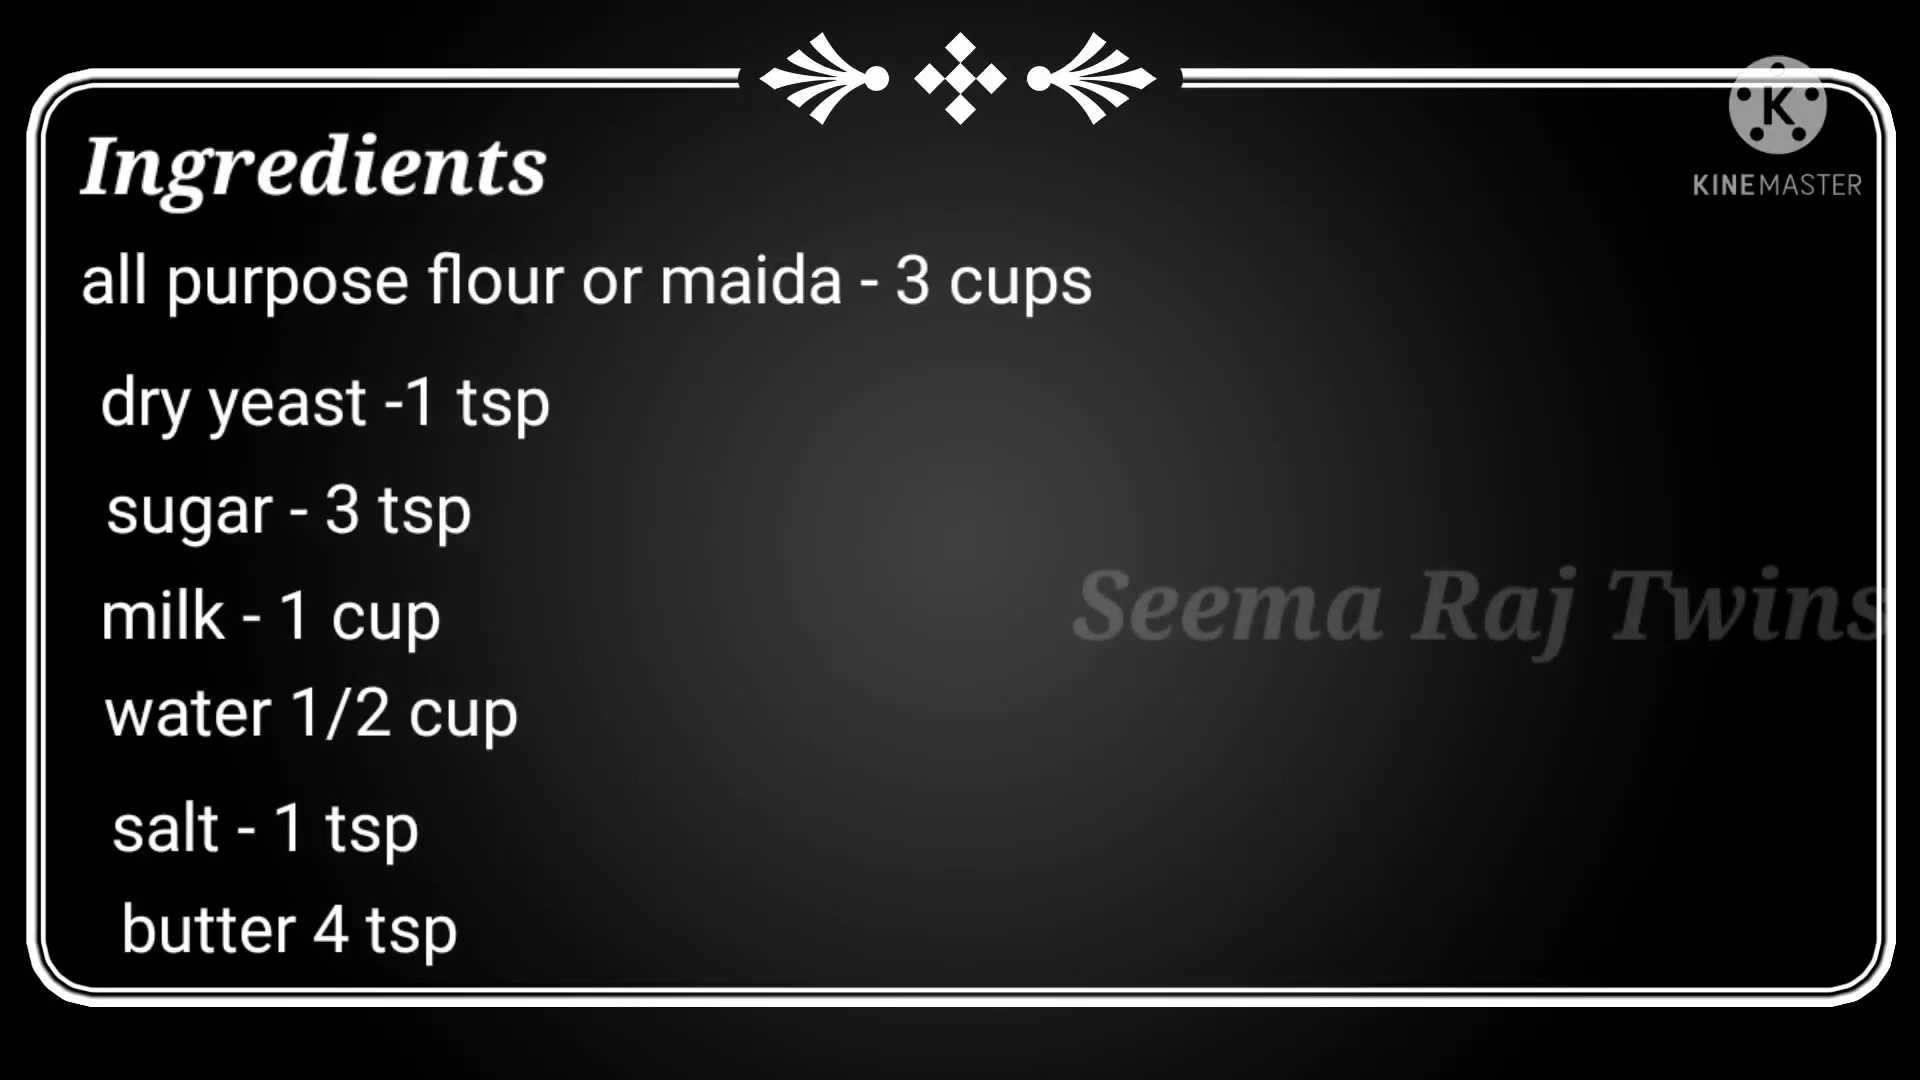 Ingredients
KINEMASTER
all purpose flour or maida - 3 cups
dry yeast -1 tsp
sugar - 3 tsp
milk - 1 cup
Seema Raj Twins
water 1/2 cup
salt - 1 tsp
butter 4 tsp